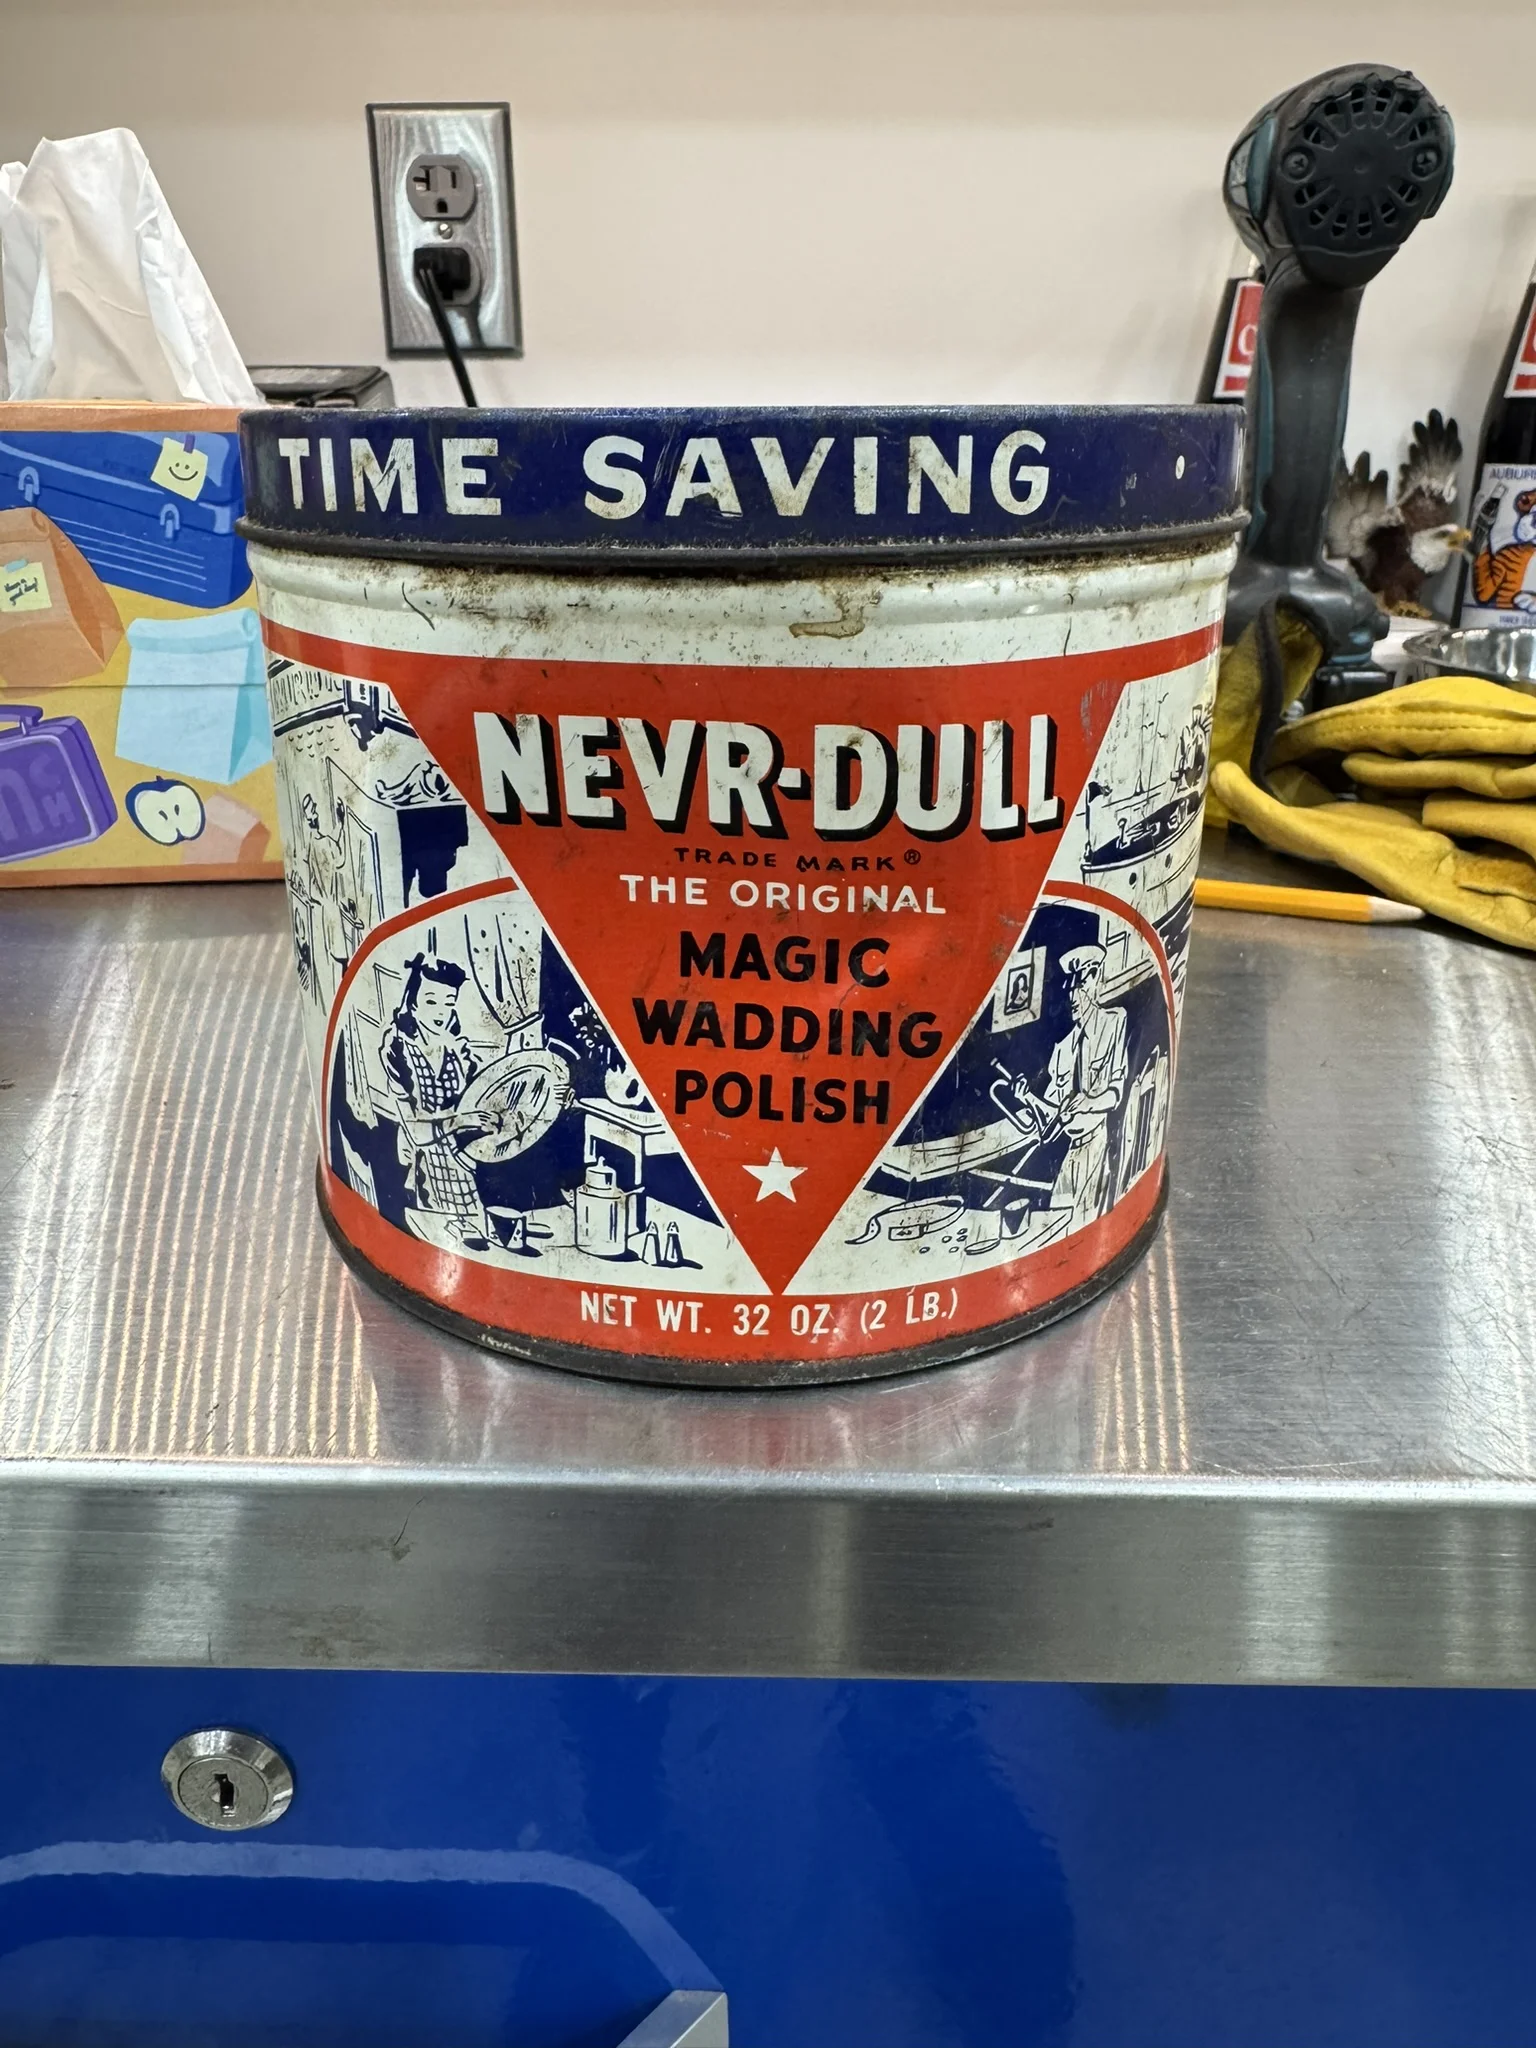 TIME SAVING
NEVR-DULL
TRADE MARK®
THE ORIGINAL
MAGIC
WADDING
POLISH
NET WT. 32 OZ. (2 LB.)